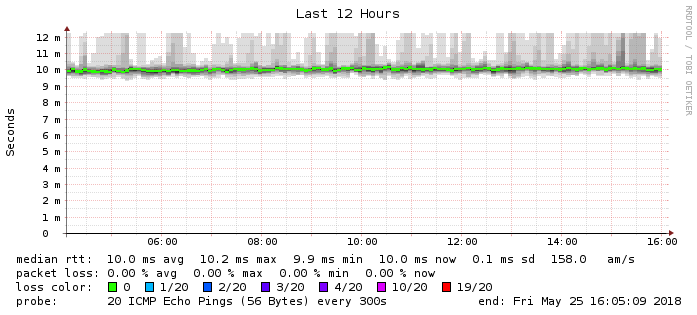 Last 12 Hours
RRDTOOL / TOBI OETIKER
Seconds
12 m
11 m
10 m
9 m
8 m
7 m
6 m
5 m
4 m
3 m
2 m
1 m
0
06:00 08:00 10:00 12:00 14:00 16:00
median rtt: 10.0 ms avg 10.2 ms max 9.9 ms min 10.0 ms now 0.1 ms sd 158.0 am/s
packet loss: 0.00 % avg 0.00 % max 0.00 % min 0.00 % now
loss color: 0 1/20 2/20 3/20 4/20 10/20 19/20
probe: 20 ICMP Echo Pings (56 Bytes) every 300s end: Fri May 25 16:05:09 2018